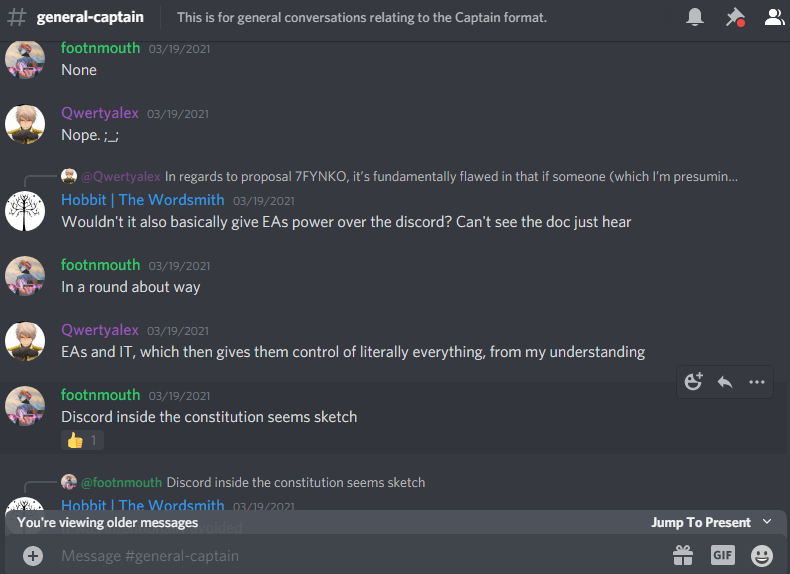 # general-captain This is for general conversations relating to the Captain format.
footnmouth 03/19/2021
None
Qwertyalex 03/19/2021
Nope. ;_;
@Qwertyalex In regards to proposal 7FYNKO, it's fundamentally flawed in that if someone (which I'm presumin...
Hobbit | The Wordsmith 03/19/2021
Wouldn't it also basically give EAs power over the discord? Can't see the doc just hear
footnmouth 03/19/2021
In a round about way
Qwertyalex 03/19/2021
EAs and IT, which then gives them control of literally everything, from my understanding
footnmouth 03/19/2021
Discord inside the constitution seems sketch
👍 1
@footnmouth Discord inside the constitution seems sketch
Hobbit | The Wordsmith 03/19/2021
You're viewing older messages Jump To Present
Message #general-captain GIF